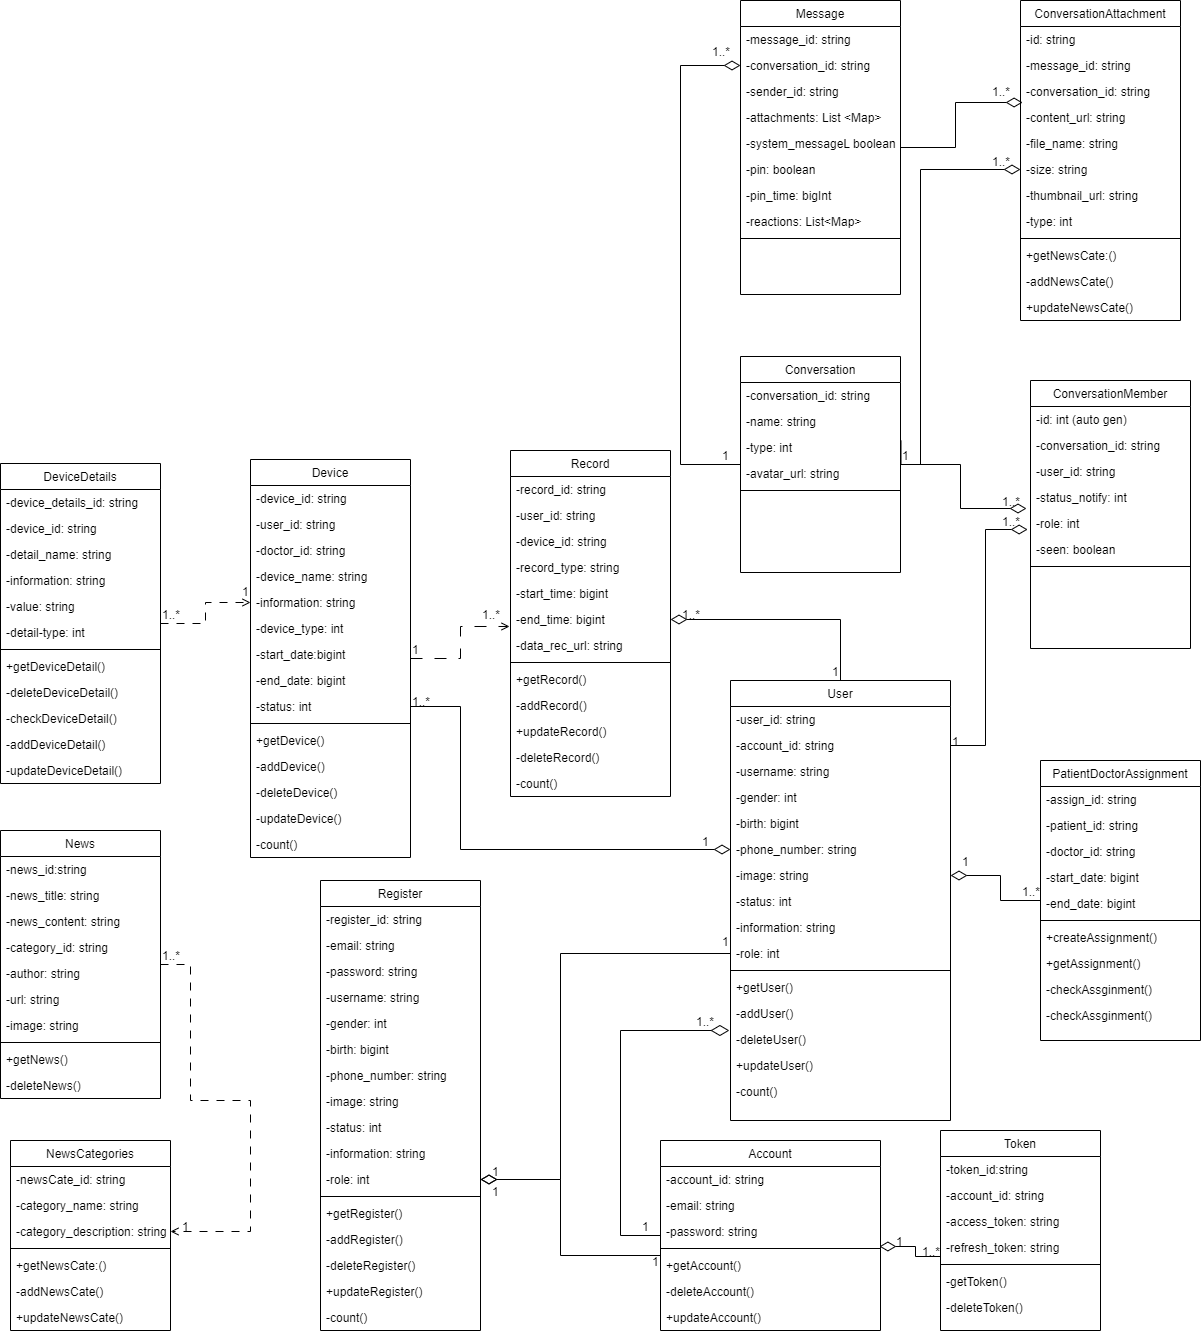 Message
-message_id: string
-conversation_id: string
-sender_id: string
-attachments: List <Map>
-system_messageL boolean
-pin: boolean
-pin_time: bigInt
-reactions: List<Map>
1..*
ConversationAttachment
-id: string
-message_id: string
-conversation_id: string
-content_url: string
-file_name: string
-size: string
-thumbnail_url: string
-type: int
+getNewsCate:()
-addNewsCate()
+updateNewsCate()
1..*
1..*
Conversation
-conversation_id: string
-name: string
-type: int
-avatar_url: string
1
1
ConversationMember
-id: int (auto gen)
-conversation_id: string
-user_id: string
-status_notify: int
-role: int
-seen: boolean
1..*
1..*
DeviceDetails
-device_details_id: string
-device_id: string
-detail_name: string
-information: string
-value: string
-detail-type: int
+getDeviceDetail()
-deleteDeviceDetail()
-checkDeviceDetail()
-addDeviceDetail()
-updateDeviceDetail()
1..*
1
Device
-device_id: string
-user_id: string
-doctor_id: string
-device_name: string
-information: string
-device_type: int
-start_date:bigint
-end_date: bigint
-status: int
+getDevice()
-addDevice()
-deleteDevice()
-updateDevice()
-count()
1
1..*
1..*
Record
-record_id: string
-user_id: string
-device_id: string
-record_type: string
-start_time: bigint
-end_time: bigint
-data_rec_url: string
+getRecord()
-addRecord()
+updateRecord()
-deleteRecord()
-count()
1..*
1
User
-user_id: string
-account_id: string
-username: string
-gender: int
-birth: bigint
-phone_number: string
-image: string
-status: int
-information: string
-role: int
+getUser()
-addUser()
-deleteUser()
+updateUser()
-count()
1
1
1
1
1..*
1..*
PatientDoctorAssignment
-assign_id: string
-patient_id: string
-doctor_id: string
-start_date: bigint
-end_date: bigint
+createAssignment()
+getAssignment()
-checkAssginment()
-checkAssginment()
News
-news_id:string
-news_title: string
-news_content: string
-category_id: string
-author: string
-url: string
-image: string
+getNews()
-deleteNews()
1..*
NewsCategories
-newsCate_id: string
-category_name: string
-category_description: string
+getNewsCate:()
-addNewsCate()
+updateNewsCate()
1
Register
-register_id: string
-email: string
-password: string
-username: string
-gender: int
-birth: bigint
-phone_number: string
-image: string
-status: int
-information: string
-role: int
+getRegister()
-addRegister()
-deleteRegister()
+updateRegister()
-count()
1
1
Account
-account_id: string
-email: string
-password: string
+getAccount()
-deleteAccount()
+updateAccount()
1
1
1
1..*
Token
-token_id:string
-account_id: string
-access_token: string
-refresh_token: string
-getToken()
-deleteToken()